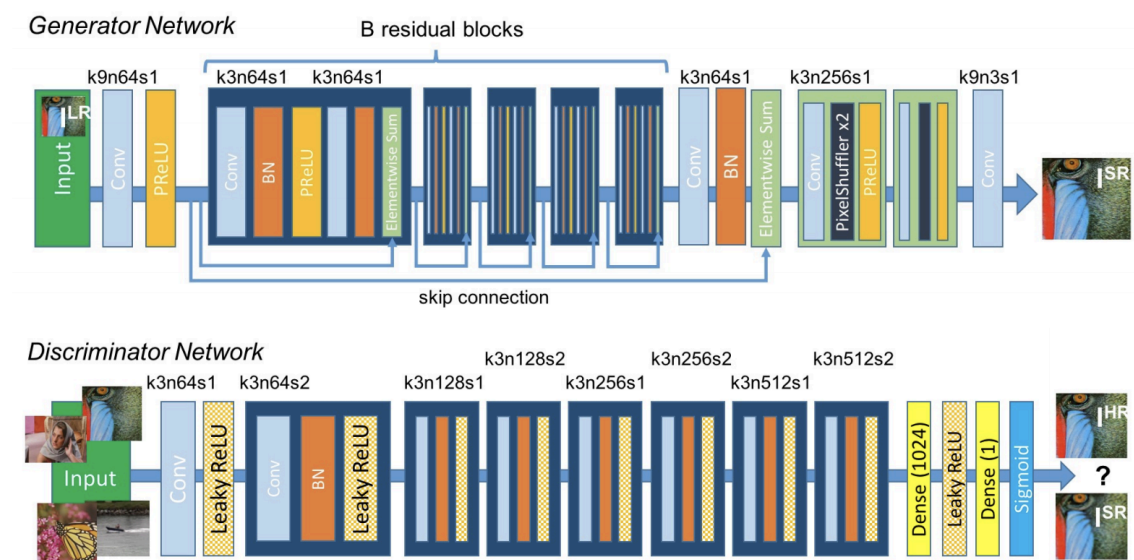 Generator Network
B residual blocks
k9n64s1
k3n64s1
k3n64s1
k3n64s1
k3n256s1
k9n3s1
I LR
Input
Conv
PReLU
Conv
BN
PReLU
Elementwise Sum
Conv
BN
Elementwise Sum
Conv
PixelShuffler x2
PReLU
Conv
I SR
skip connection
Discriminator Network
k3n64s1
k3n64s2
k3n128s1
k3n128s2
k3n256s1
k3n256s2
k3n512s1
k3n512s2
Input
Conv
Leaky ReLU
Conv
BN
Leaky ReLU
Dense (1024)
Leaky ReLU
Dense (1)
Sigmoid
I HR
?
I SR